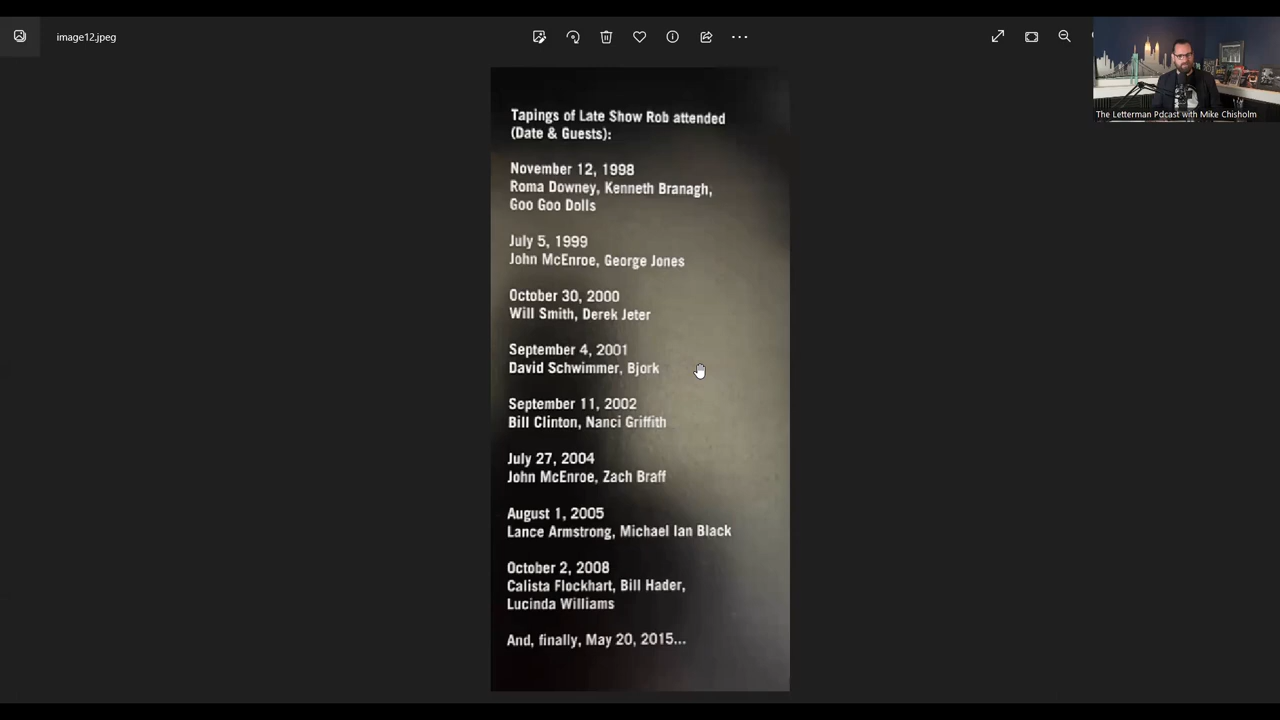 image12.jpeg
The Letterman Pdcast with Mike Chisholm
Tapings of Late Show Rob attended
(Date & Guests):
November 12, 1998
Roma Downey, Kenneth Branagh,
Goo Goo Dolls
July 5, 1999
John McEnroe, George Jones
October 30, 2000
Will Smith, Derek Jeter
September 4, 2001
David Schwimmer, Bjork
September 11, 2002
Bill Clinton, Nanci Griffith
July 27, 2004
John McEnroe, Zach Braff
August 1, 2005
Lance Armstrong, Michael Ian Black
October 2, 2008
Calista Flockhart, Bill Hader,
Lucinda Williams
And, finally, May 20, 2015...